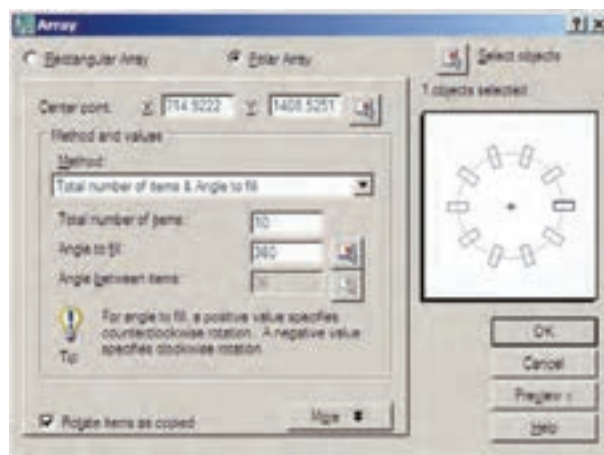 Array
Rectangular Array Polar Array Select objects
Center point: X: 714.9222 Y: 1408.5251 1 objects selected
Method and values
Method:
Total number of items & Angle to fill
Total number of items: 10
Angle to fill: 360
Angle between items: 36
Tip
For angle to fill, a positive value specifies
counterclockwise rotation. A negative value
specifies clockwise rotation.
Rotate items as copied More
OK
Cancel
Preview <
Help